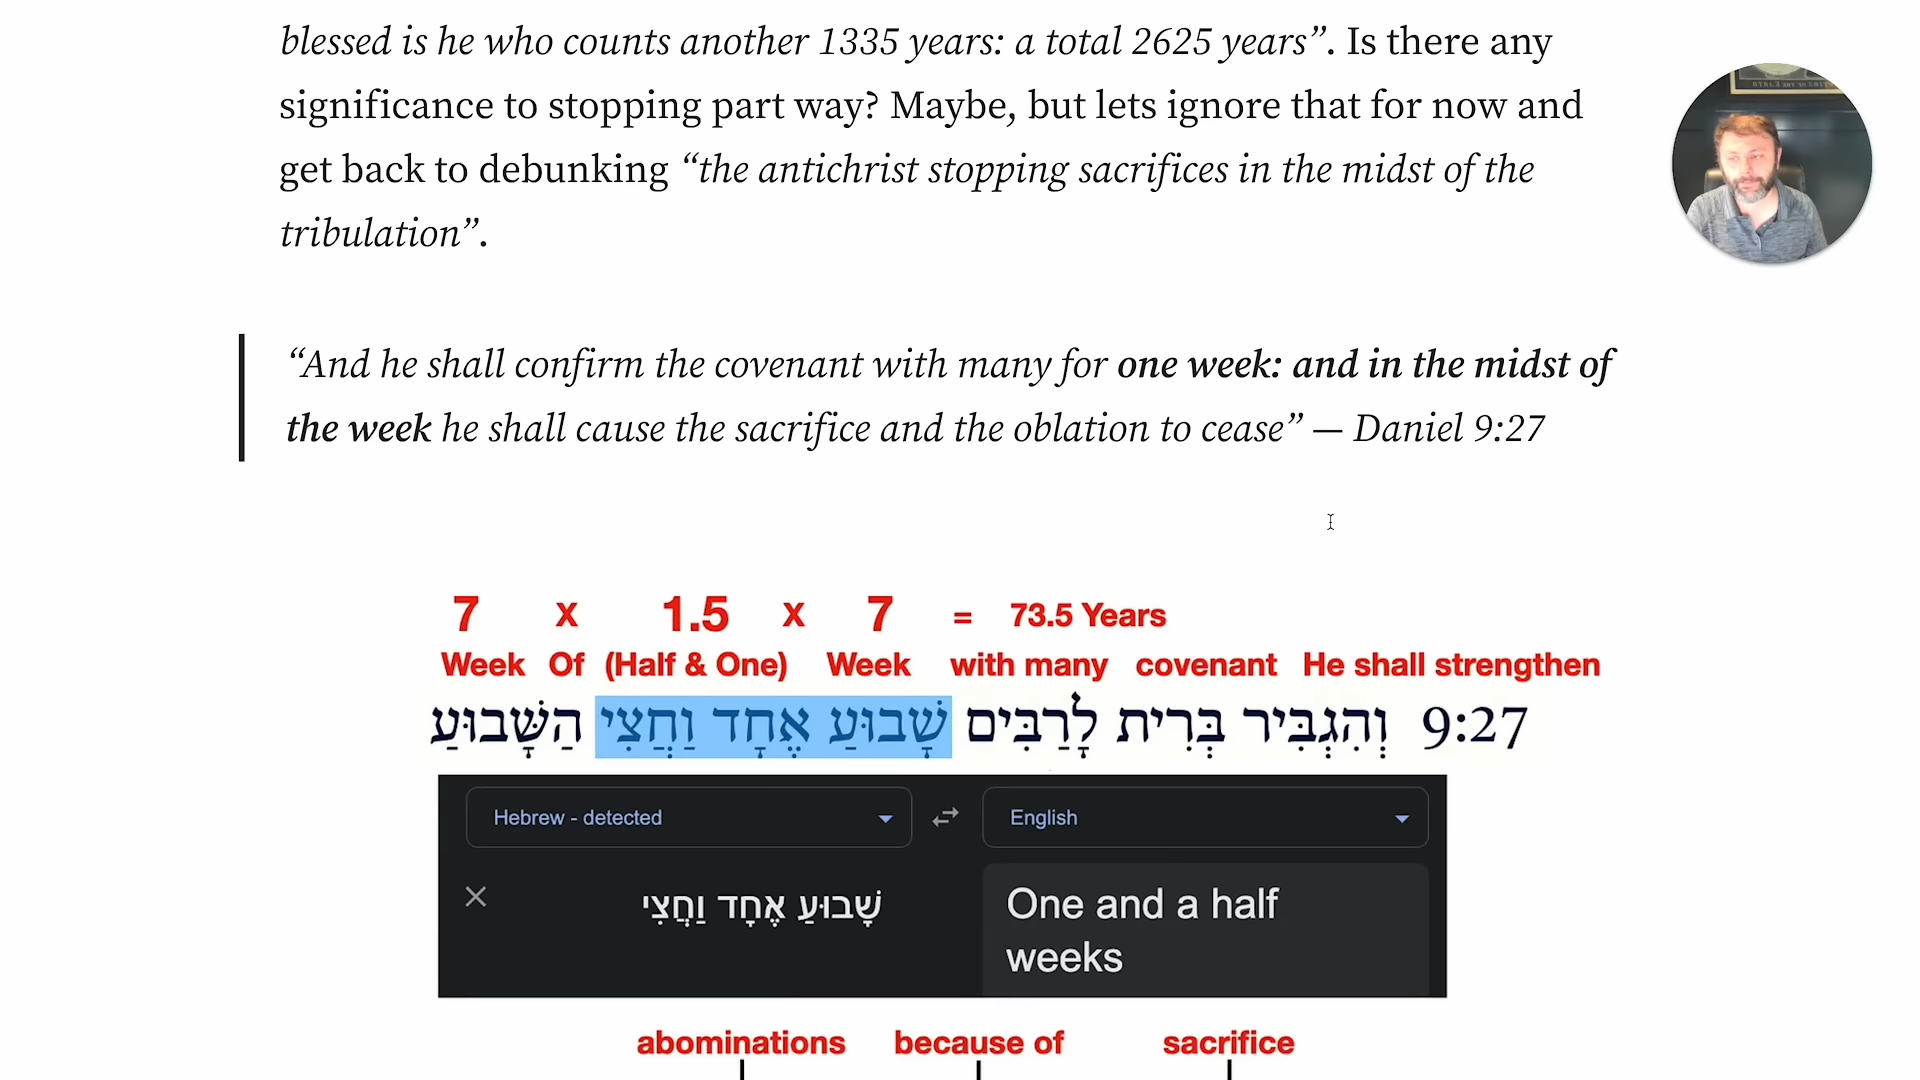 blessed is he who counts another 1335 years: a total 2625 years”. Is there any
significance to stopping part way? Maybe, but lets ignore that for now and
get back to debunking “the antichrist stopping sacrifices in the midst of the
tribulation”.
“And he shall confirm the covenant with many for one week: and in the midst of
the week he shall cause the sacrifice and the oblation to cease” — Daniel 9:27
7 x 1.5 x 7 = 73.5 Years
Week Of (Half & One) Week with many covenant He shall strengthen
9:27 וְהִגְבִּיר בְּרִית לָרַבִּים שָׁבוּעַ אֶחָד וַחֲצִי הַשָּׁבוּעַ
Hebrew - detected
English
שָׁבוּעַ אֶחָד וַחֲצִי
One and a half
weeks
abominations because of sacrifice